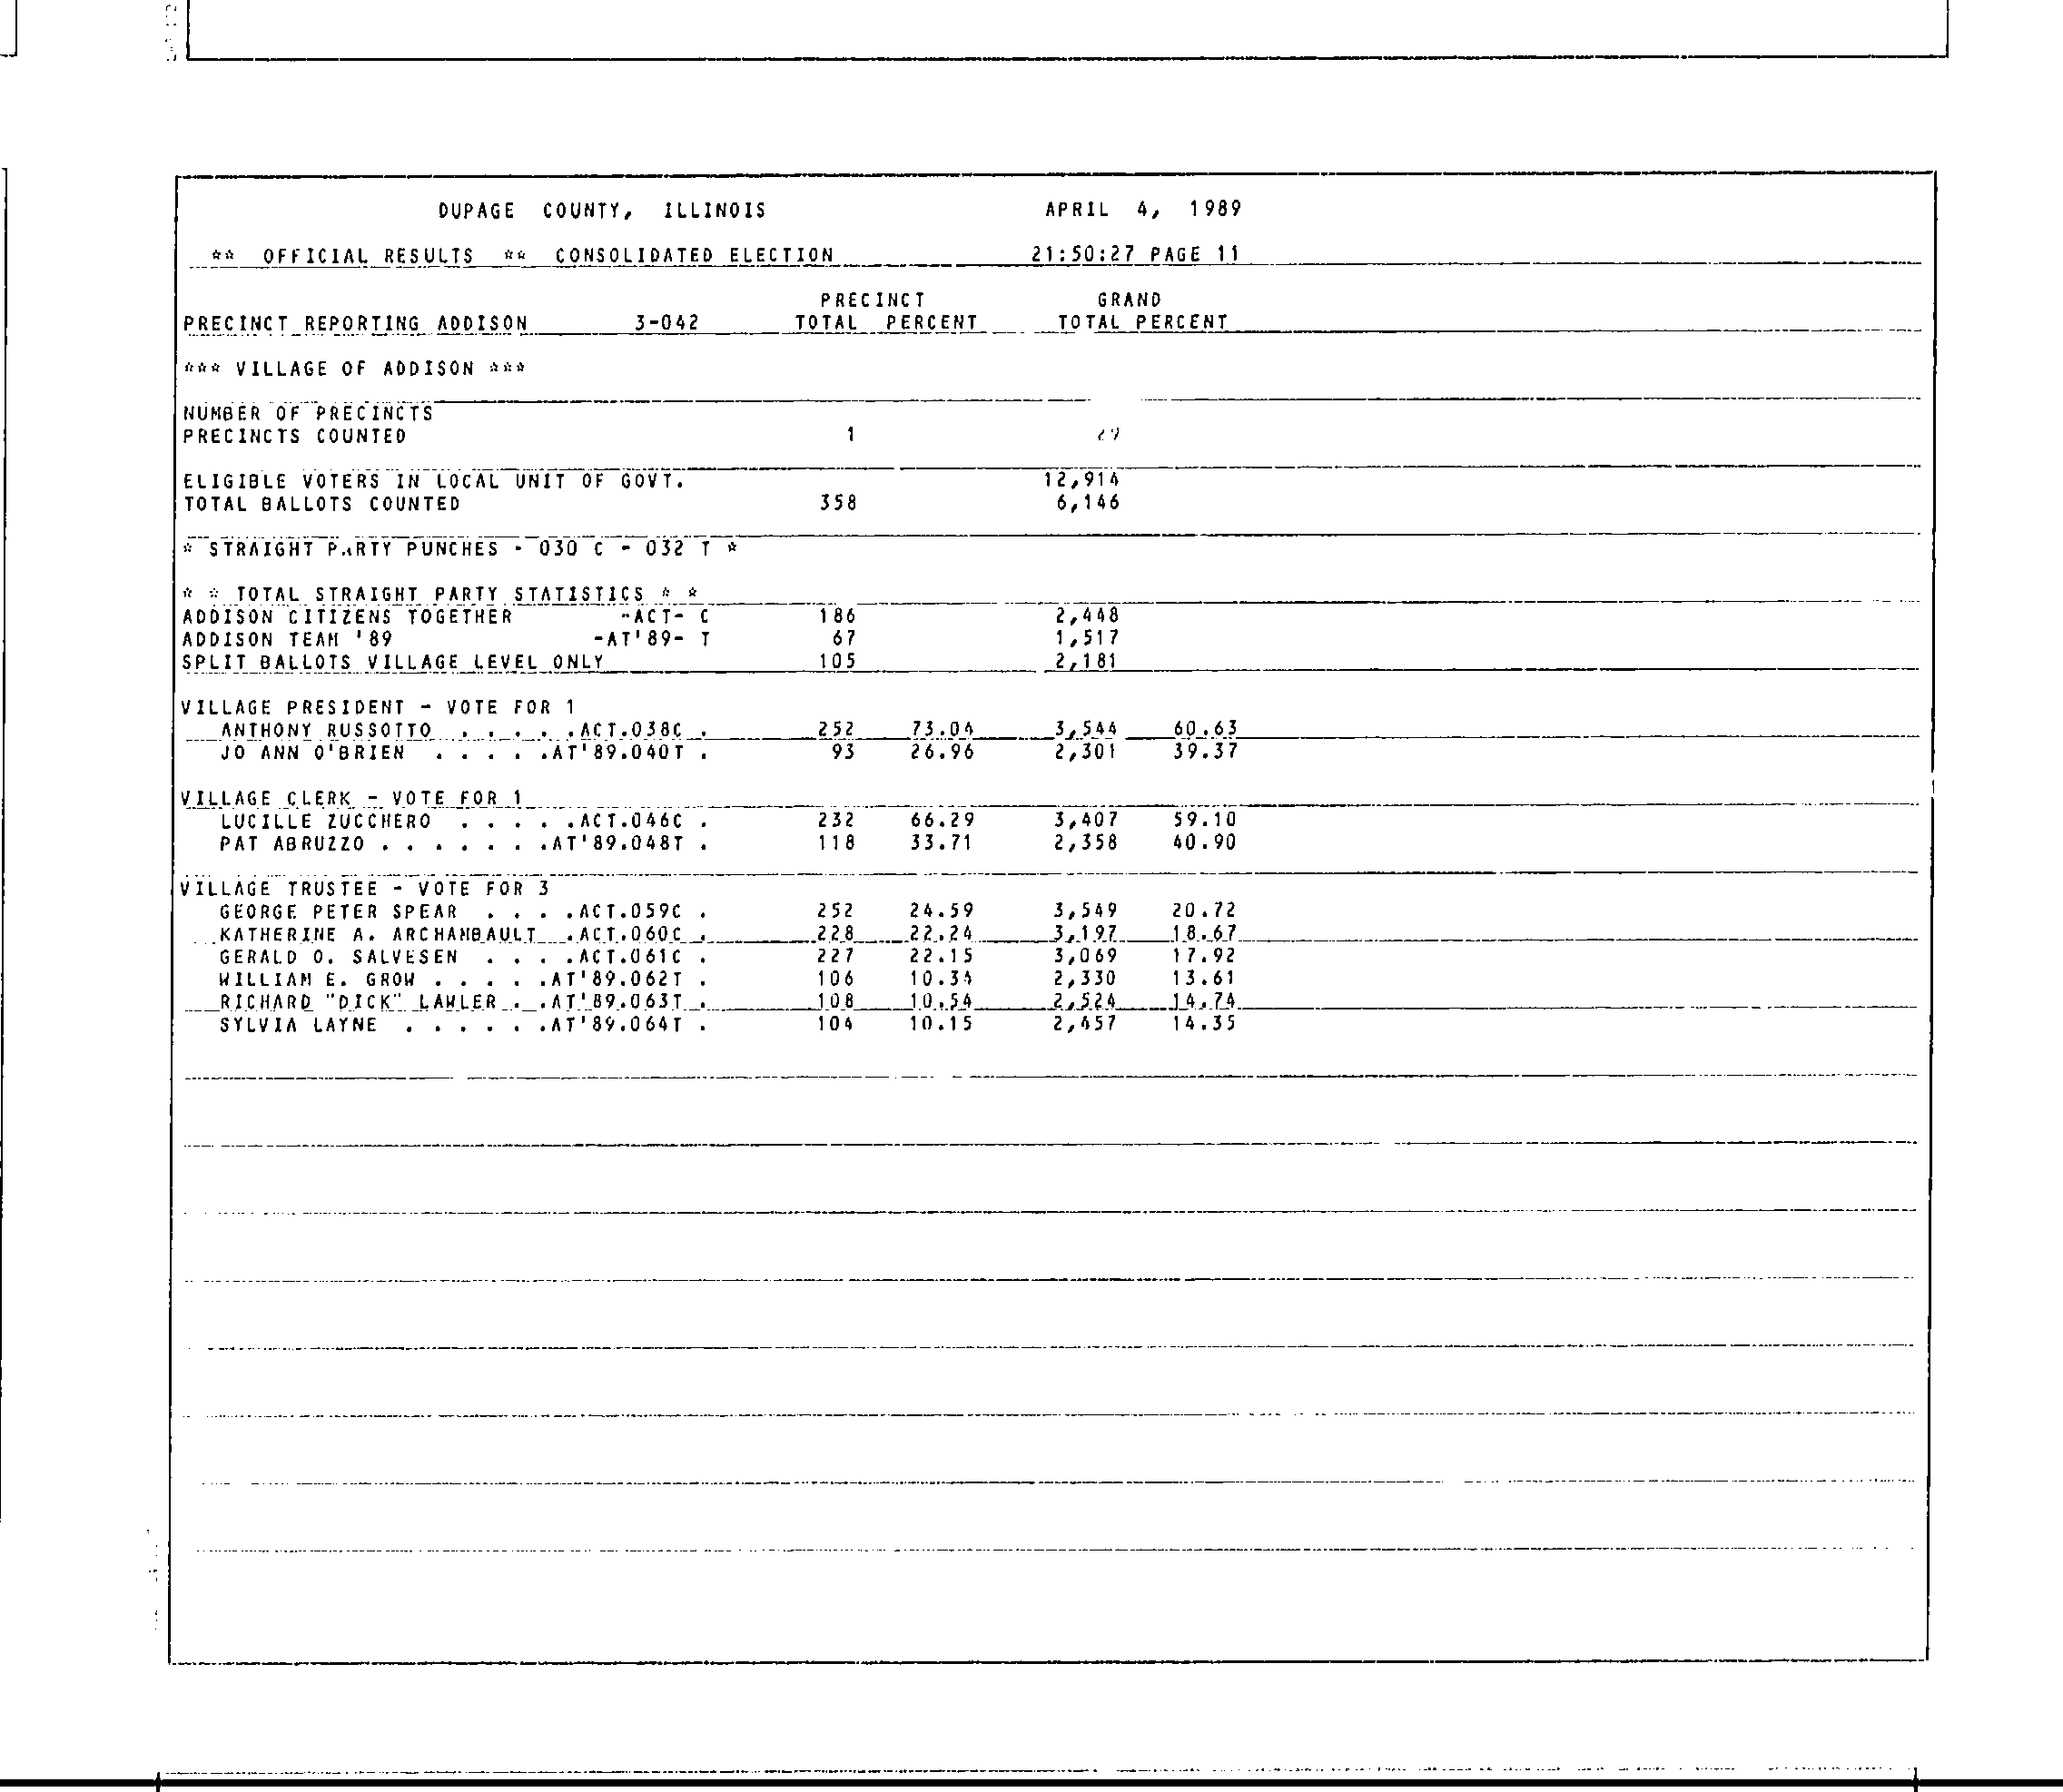 DUPAGE COUNTY, ILLINOIS APRIL 4, 1989
** OFFICIAL RESULTS ** CONSOLIDATED ELECTION 21:50:27 PAGE 11
PRECINCT GRAND
PRECINCT REPORTING ADDISON 3-042 TOTAL PERCENT TOTAL PERCENT
*** VILLAGE OF ADDISON ***
NUMBER OF PRECINCTS
PRECINCTS COUNTED 1 29
ELIGIBLE VOTERS IN LOCAL UNIT OF GOVT. 12,914
TOTAL BALLOTS COUNTED 358 6,146
* STRAIGHT PARTY PUNCHES - 030 C - 032 T *
* * TOTAL STRAIGHT PARTY STATISTICS * *
ADDISON CITIZENS TOGETHER -ACT- C 186 2,448
ADDISON TEAM '89 -AT'89- T 67 1,517
SPLIT BALLOTS VILLAGE LEVEL ONLY 105 2,181
VILLAGE PRESIDENT - VOTE FOR 1
ANTHONY RUSSOTTO . . . . .ACT.038C . 252 73.04 3,544 60.63
JO ANN O'BRIEN . . . . .AT'89.040T . 93 26.96 2,301 39.37
VILLAGE CLERK - VOTE FOR 1
LUCILLE ZUCCHERO . . . . .ACT.046C . 232 66.29 3,407 59.10
PAT ABRUZZO . . . . . . .AT'89.048T . 118 33.71 2,358 40.90
VILLAGE TRUSTEE - VOTE FOR 3
GEORGE PETER SPEAR . . . .ACT.059C . 252 24.59 3,549 20.72
KATHERINE A. ARCHAMBAULT .ACT.060C . 228 22.24 3,197 18.67
GERALD O. SALVESEN . . . .ACT.061C . 227 22.15 3,069 17.92
WILLIAM E. GROW . . . . .AT'89.062T . 106 10.34 2,330 13.61
RICHARD "DICK" LAWLER . .AT'89.063T . 108 10.54 2,524 14.74
SYLVIA LAYNE . . . . . .AT'89.064T . 104 10.15 2,457 14.35